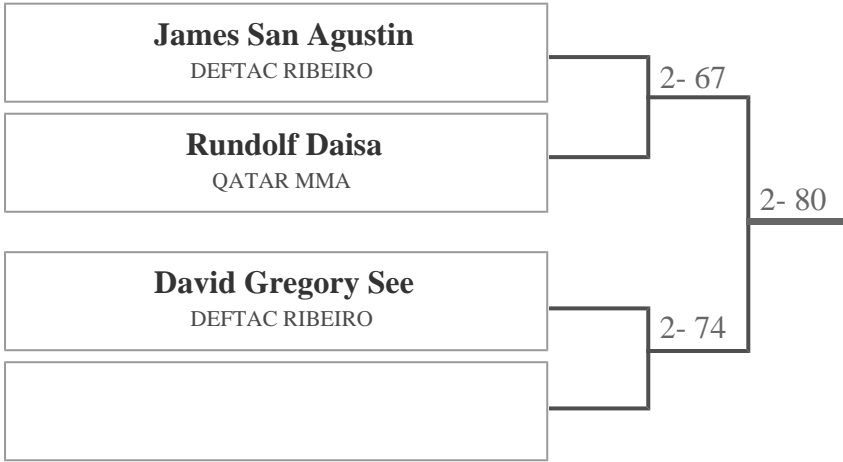 James San Agustin
DEFTAC RIBEIRO
2- 67
Rundolf Daisa
QATAR MMA
2- 80
David Gregory See
DEFTAC RIBEIRO
2- 74